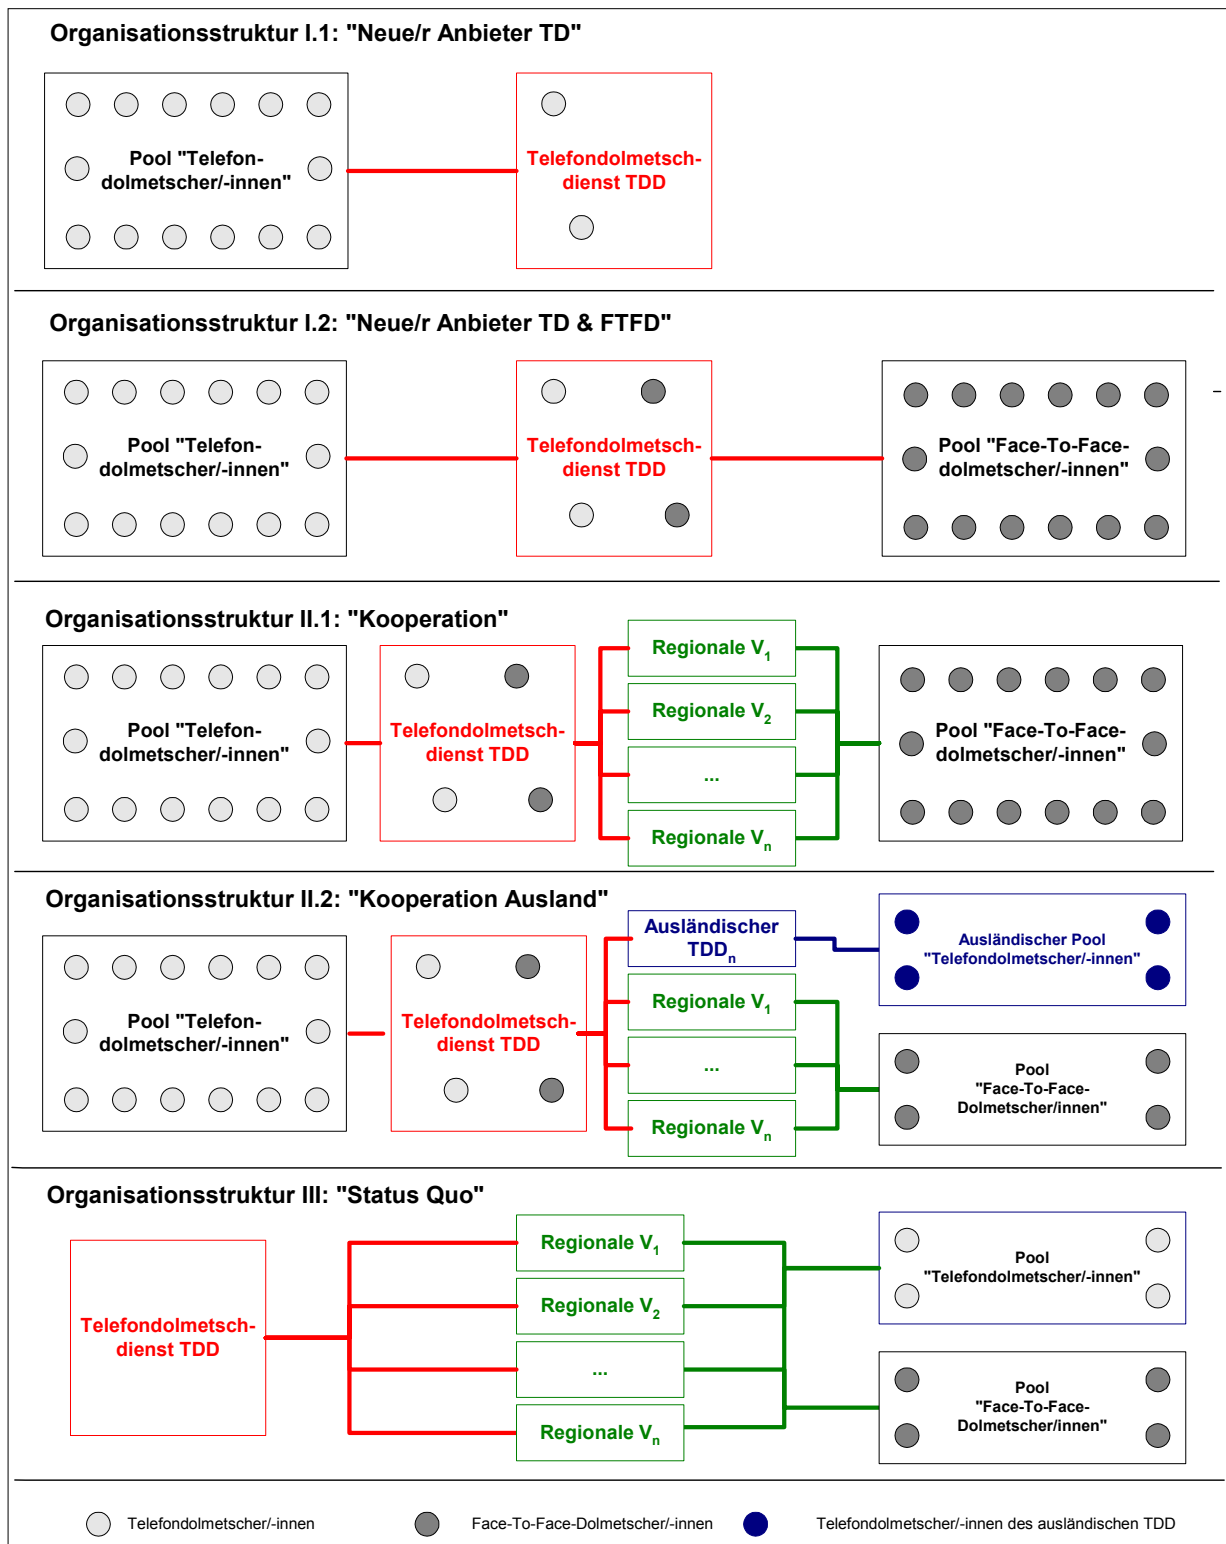 Organisationsstruktur I.1: "Neue/r Anbieter TD"
Pool "Telefon-
dolmetscher/-innen"
Telefondolmetsch-
dienst TDD
Organisationsstruktur I.2: "Neue/r Anbieter TD & FTFD"
Pool "Telefon-
dolmetscher/-innen"
Telefondolmetsch-
dienst TDD
Pool "Face-To-Face-
dolmetscher/-innen"
Organisationsstruktur II.1: "Kooperation"
Pool "Telefon-
dolmetscher/-innen"
Telefondolmetsch-
dienst TDD
Regionale V1
Regionale V2
...
Regionale Vn
Pool "Face-To-Face-
dolmetscher/-innen"
Organisationsstruktur II.2: "Kooperation Ausland"
Pool "Telefon-
dolmetscher/-innen"
Telefondolmetsch-
dienst TDD
Ausländischer
TDDn
Regionale V1
...
Regionale Vn
Ausländischer Pool
"Telefondolmetscher/-innen"
Pool
"Face-To-Face-
Dolmetscher/innen"
Organisationsstruktur III: "Status Quo"
Telefondolmetsch-
dienst TDD
Regionale V1
Regionale V2
...
Regionale Vn
Pool
"Telefondolmetscher/-innen"
Pool
"Face-To-Face-
Dolmetscher/innen"
Telefondolmetscher/-innen
Face-To-Face-Dolmetscher/-innen
Telefondolmetscher/-innen des ausländischen TDD